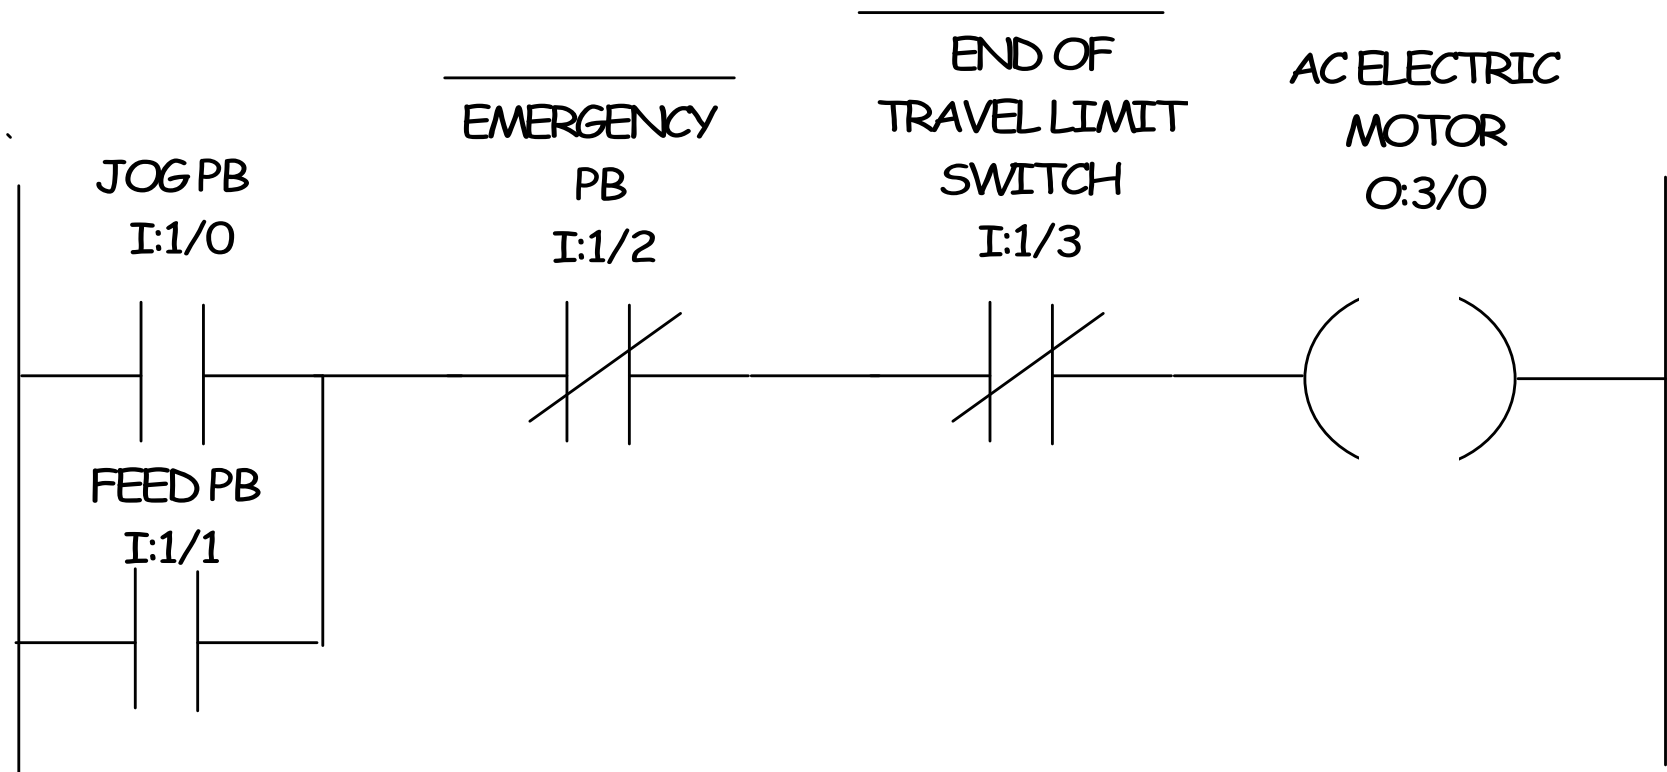 JOG PB
I:1/0
EMERGENCY
PB
I:1/2
END OF
TRAVEL LIMIT
SWITCH
I:1/3
AC ELECTRIC
MOTOR
O:3/0
FEED PB
I:1/1